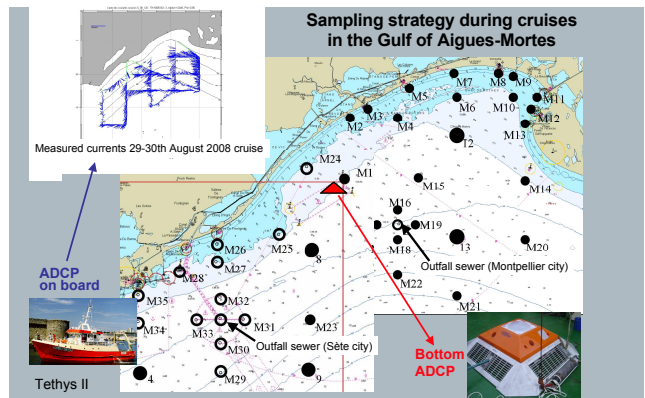 Sampling strategy during cruises
in the Gulf of Aigues-Mortes
Measured currents 29-30th August 2008 cruise
M7
M8
M9
M5
M6
M10
M11
M3
M12
M2
M4
M13
12
M24
M1
M15
M14
M16
M19
M25
M26
8
M18
13
M20
M27
Outfall sewer (Montpellier city)
ADCP
on board
M28
M22
M35
M32
M21
M34
M33
M31
M23
Outfall sewer (Sète city)
M30
Bottom
ADCP
Tethys II
4
M29
9